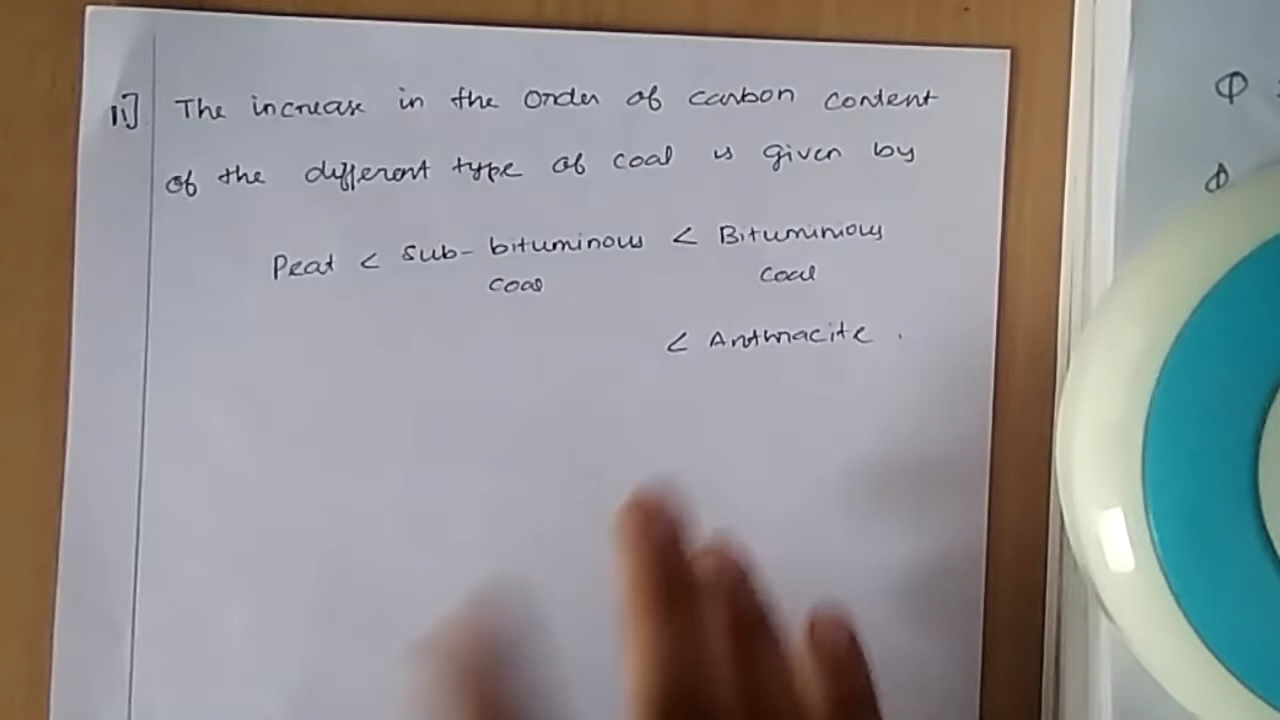 11] The increase in the order of carbon content
of the different type of coal is given by
Peat < Sub-bituminous < Bituminious
coal coal
< Anthracite .